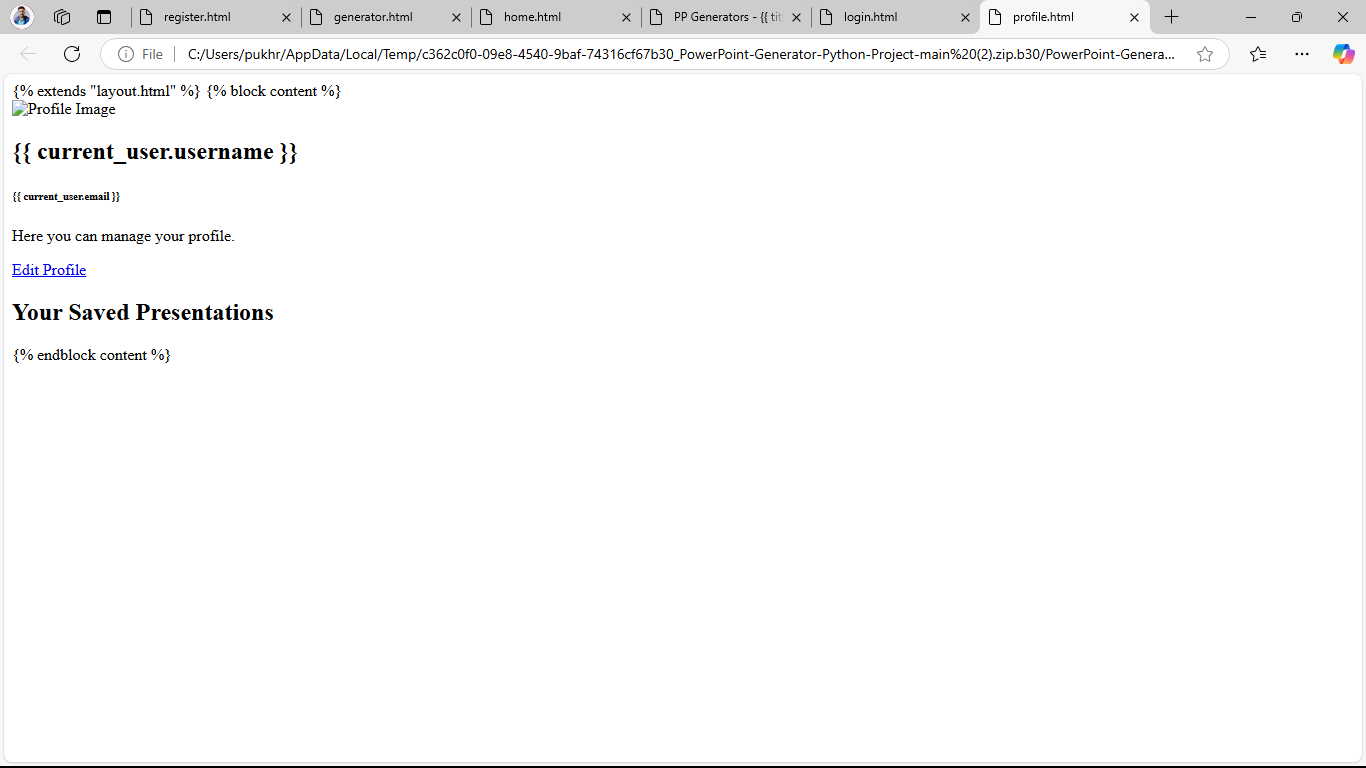 register.html
generator.html
home.html
PP Generators - {{ tit
login.html
profile.html
File
C:/Users/pukhr/AppData/Local/Temp/c362c0f0-09e8-4540-9baf-74316cf67b30_PowerPoint-Generator-Python-Project-main%20(2).zip.b30/PowerPoint-Genera...
{% extends "layout.html" %} {% block content %}
Profile Image
{{ current_user.username }}
{{ current_user.email }}
Here you can manage your profile.
Edit Profile
Your Saved Presentations
{% endblock content %}